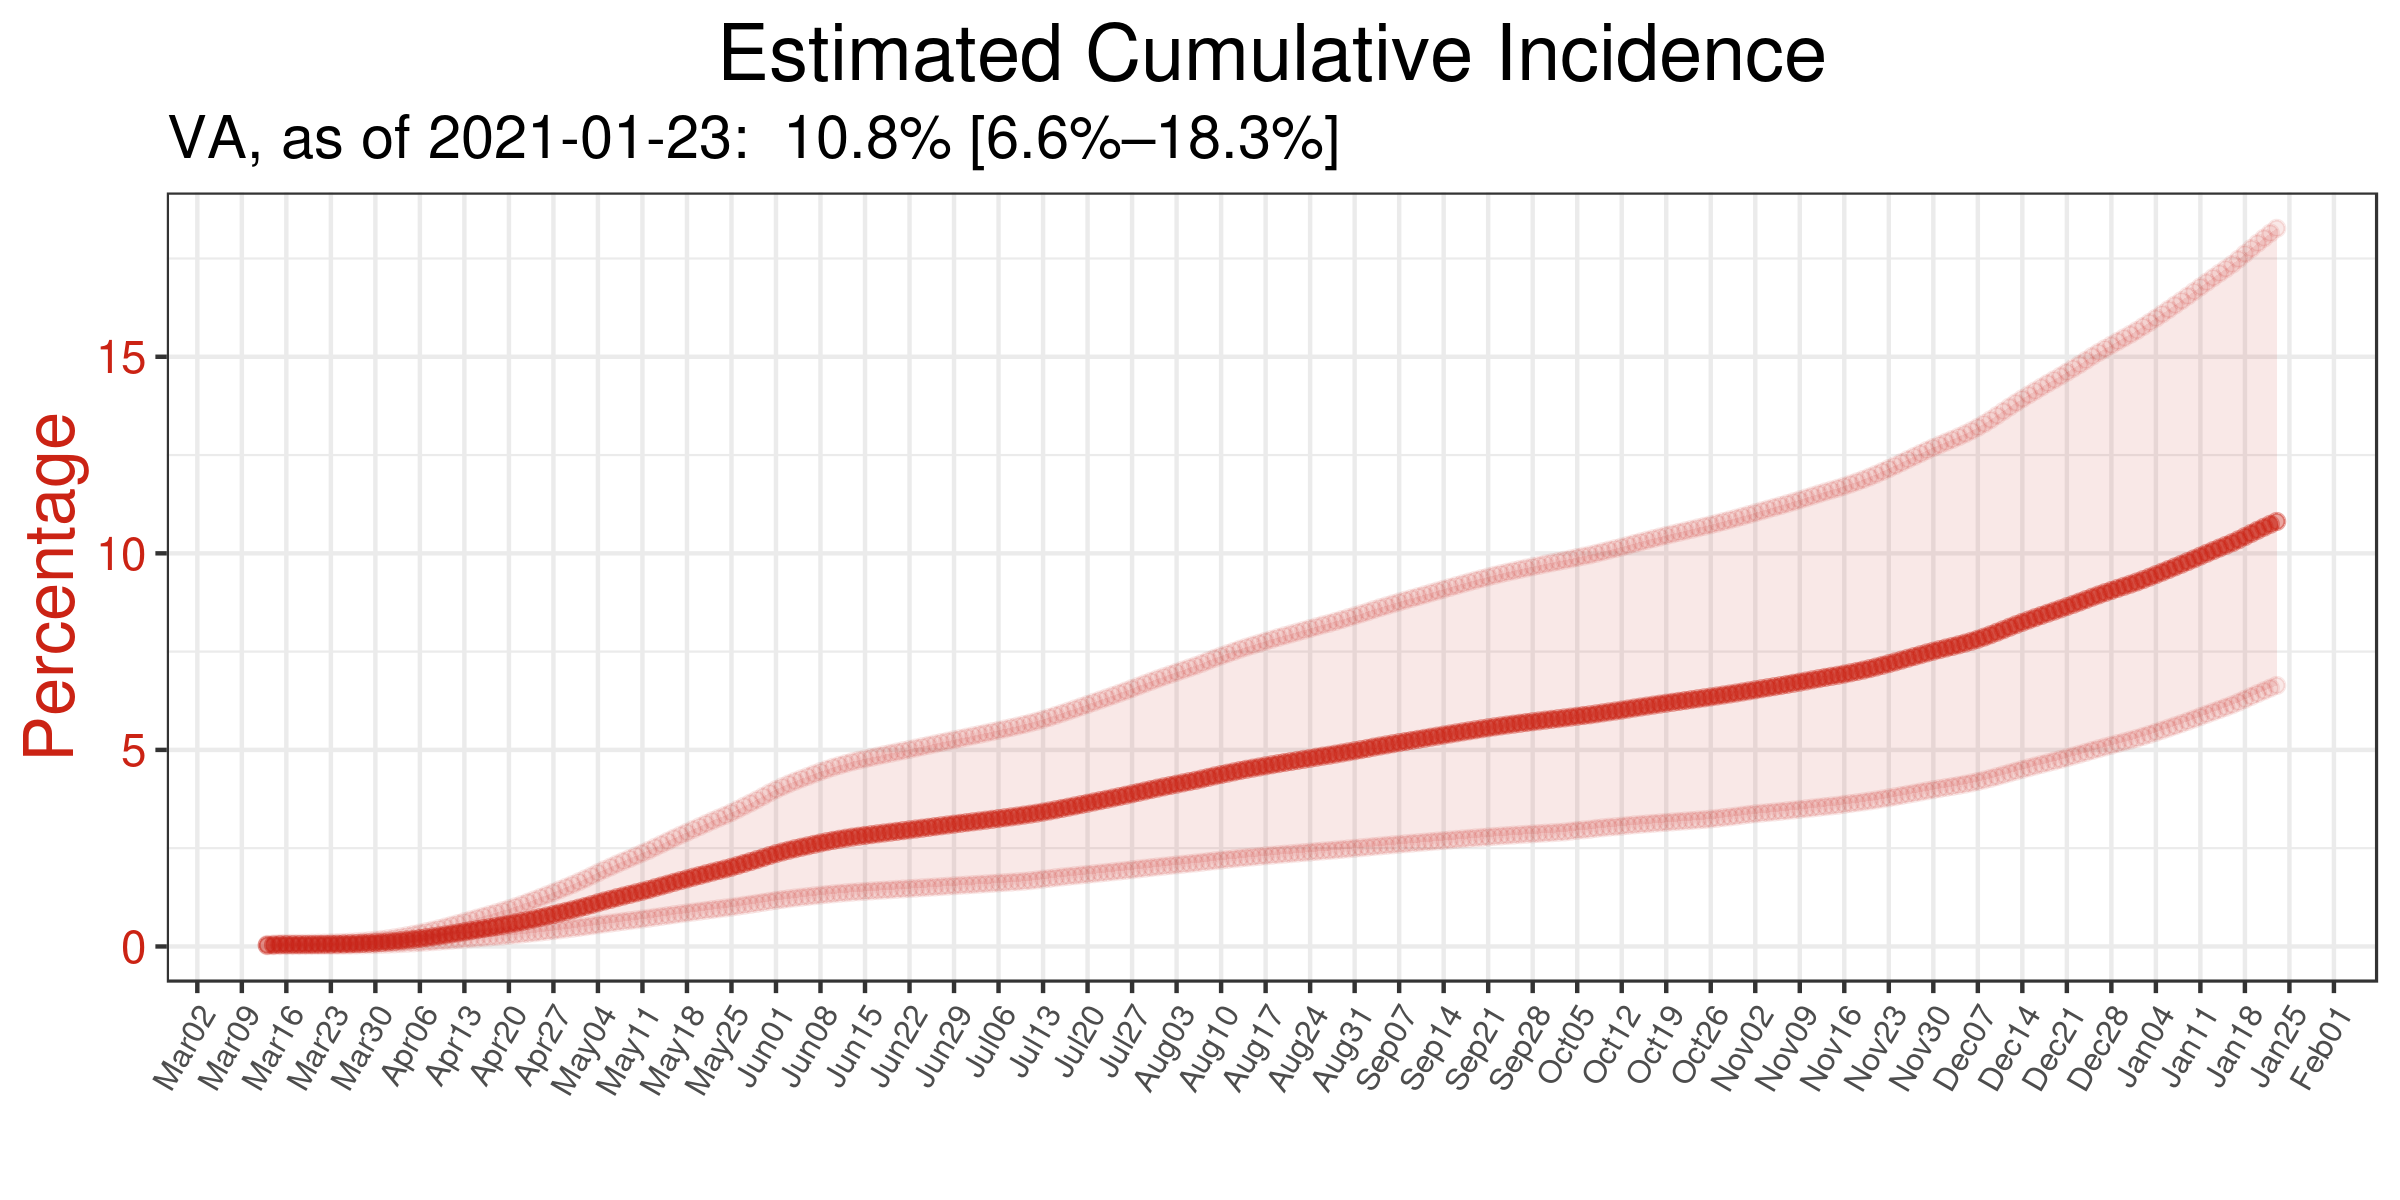 Estimated Cumulative Incidence
VA, as of 2021-01-23:  10.8% [6.6%–18.3%]
Percentage
15
10
5
0
Mar02
Mar09
Mar16
Mar23
Mar30
Apr06
Apr13
Apr20
Apr27
May04
May11
May18
May25
Jun01
Jun08
Jun15
Jun22
Jun29
Jul06
Jul13
Jul20
Jul27
Aug03
Aug10
Aug17
Aug24
Aug31
Sep07
Sep14
Sep21
Sep28
Oct05
Oct12
Oct19
Oct26
Nov02
Nov09
Nov16
Nov23
Nov30
Dec07
Dec14
Dec21
Dec28
Jan04
Jan11
Jan18
Jan25
Feb01